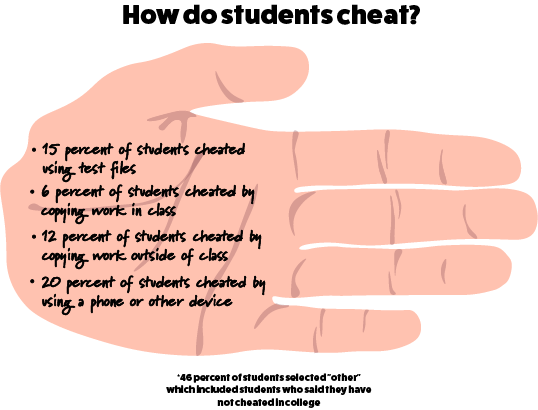 How do students cheat?
• 15 percent of students cheated
using test files
• 6 percent of students cheated by
copying work in class
• 12 percent of students cheated by
copying work outside of class
• 20 percent of students cheated by
using a phone or other device
*46 percent of students selected "other"
which included students who said they have
not cheated in college